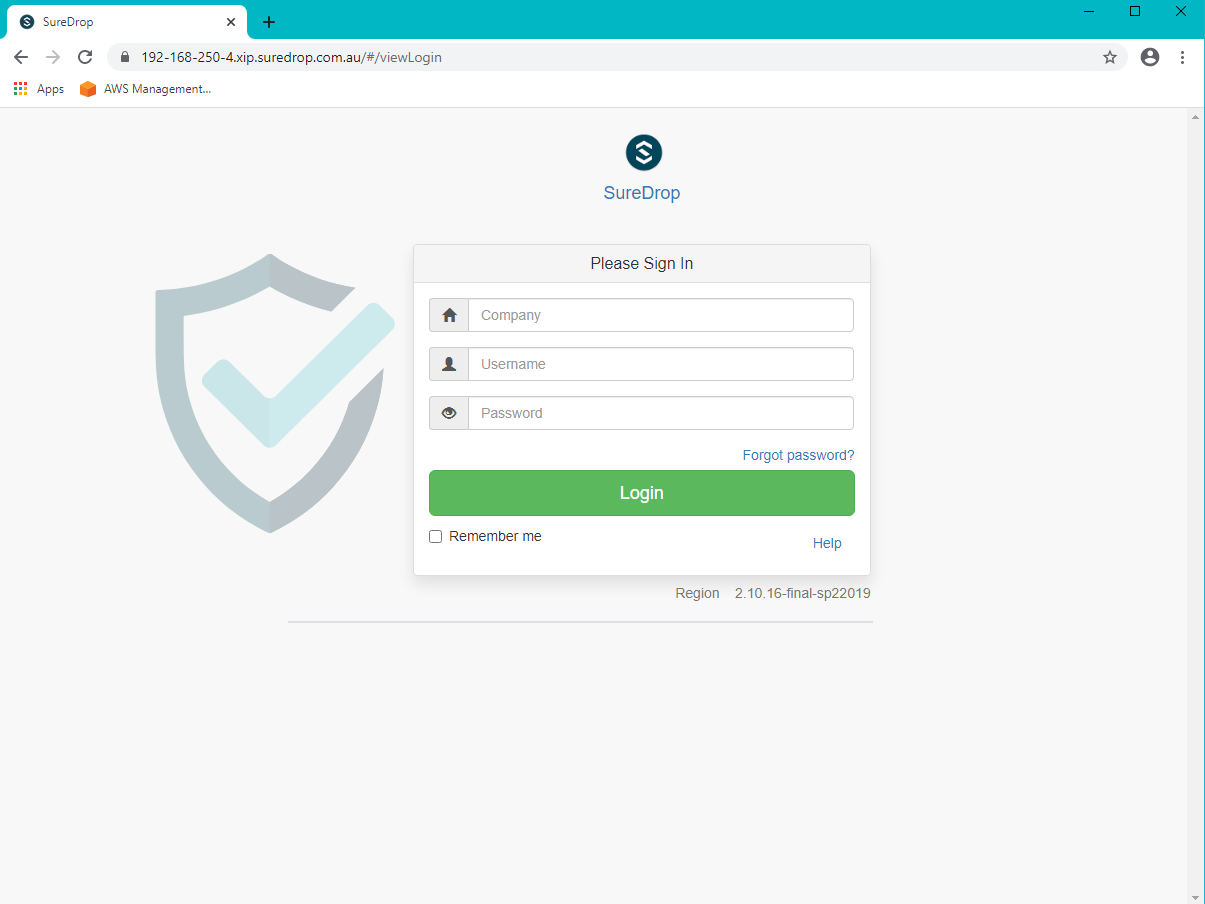 SureDrop
192-168-250-4.xip.suredrop.com.au/#/viewLogin
Apps AWS Management...
SureDrop
Please Sign In
Company
Username
Password
Forgot password?
Login
Remember me
Help
Region 2.10.16-final-sp22019